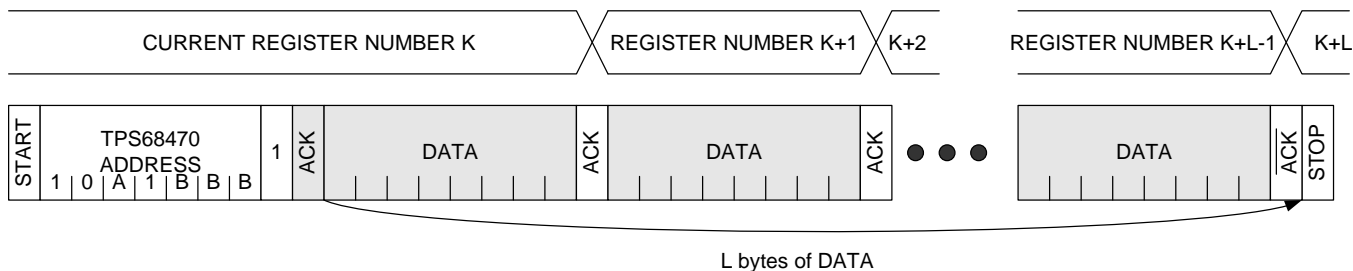 CURRENT REGISTER NUMBER K
REGISTER NUMBER K+1
K+2
REGISTER NUMBER K+L-1
K+L
START
TPS68470
ADDRESS
1 0 A 1 B B B
1
ACK
DATA
ACK
DATA
ACK
DATA
ACK
STOP
L bytes of DATA